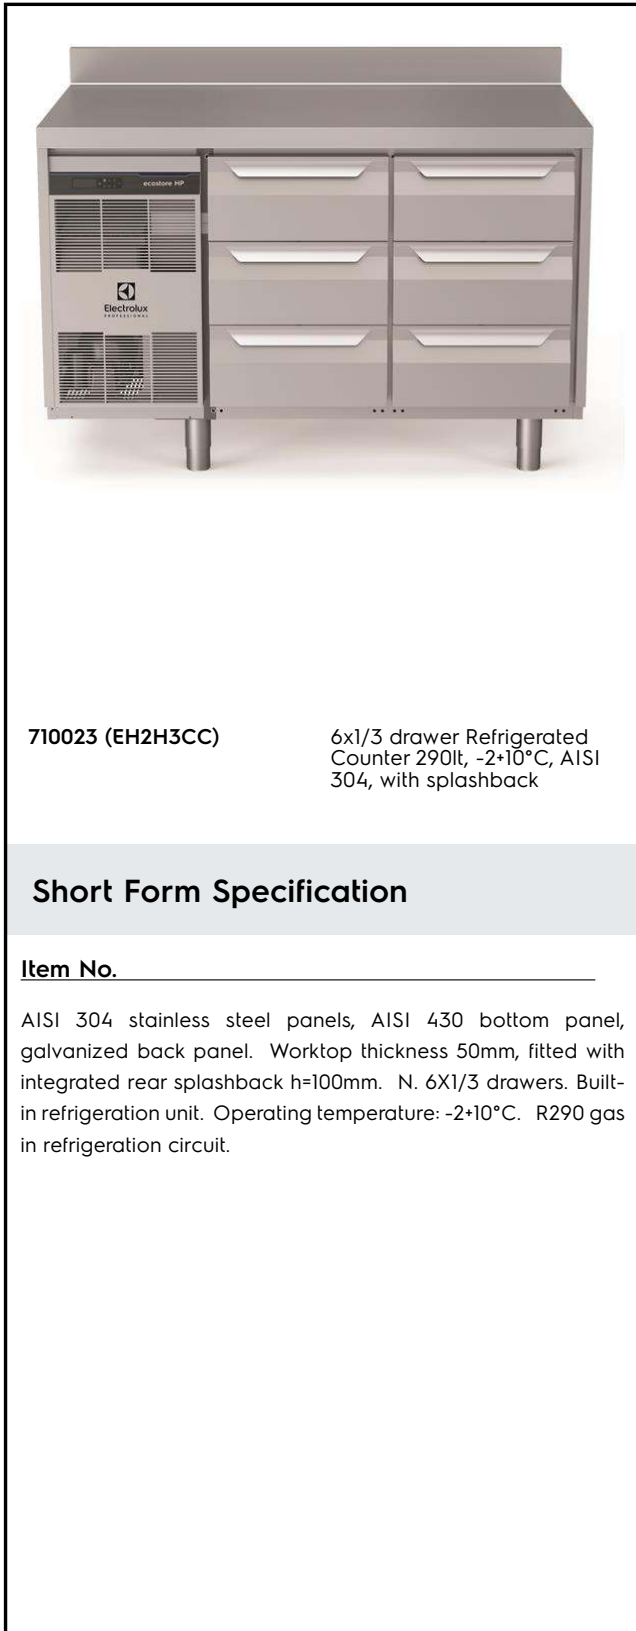 ecostore HP
Electrolux
PROFESSIONAL
710023 (EH2H3CC)
6x1/3 drawer Refrigerated
Counter 290lt, -2+10°C, AISI
304, with splashback
Short Form Specification
Item No.
AISI 304 stainless steel panels, AISI 430 bottom panel,
galvanized back panel. Worktop thickness 50mm, fitted with
integrated rear splashback h=100mm. N. 6X1/3 drawers. Built-
in refrigeration unit. Operating temperature: -2+10°C. R290 gas
in refrigeration circuit.